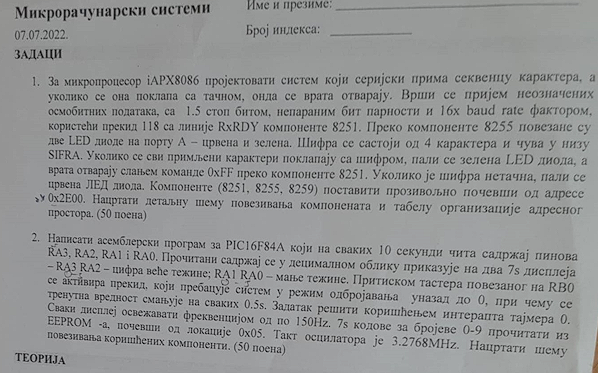 Микрорачунарски системи
Име и презиме:
07.07.2022.
Број индекса:
ЗАДАЦИ
1. За микропроцесор iAPX8086 пројектовати систем који серијски прима секвенцу карактера, а
уколико се она поклапа са тачном, онда се врата отварају. Врши се пријем неозначених
осмобитних података, са 1.5 стоп битом, непарним бит парности и 16x baud rate фактором,
користећи прекид 118 са линије RxRDY компоненте 8251. Преко компоненте 8255 повезане су
две LED диоде на порту А – црвена и зелена. Шифра се састоји од 4 карактера и чува у низу
SIFRA. Уколико се сви примљени карактери поклапају са шифром, пали се зелена LED диода, а
врата отварају слањем команде 0xFF преко компоненте 8251. Уколико је шифра нетачна, пали се
црвена ЛЕД диода. Компоненте (8251, 8255, 8259) поставити произвољно почевши од адресе
0x2E00. Нацртати детаљну шему повезивања компонената и табелу организације адресног
простора. (50 поена)
2. Написати асемблерски програм за PIC16F84A који на сваких 10 секунди чита садржај пинова
RA3, RA2, RA1 и RA0. Прочитани садржај се у децималном облику приказује на два 7s дисплеја
– RA3 RA2 – цифра веће тежине; RA1 RA0 – мање тежине. Притиском тастера повезаног на RB0
се активира прекид, који пребацује систем у режим одбројавања уназад до 0, при чему се
тренутна вредност смањује на сваких 0.5s. Задатак решити коришћењем интерапта тајмера 0.
Сваки дисплеј освежавати фреквенцијом од по 150Hz. 7s кодове за бројеве 0-9 прочитати из
EEPROM -а, почевши од локације 0x05. Такт осцилатора је 3.2768MHz. Нацртати шему
повезивања коришћених компоненти. (50 поена)
ТЕОРИЈА